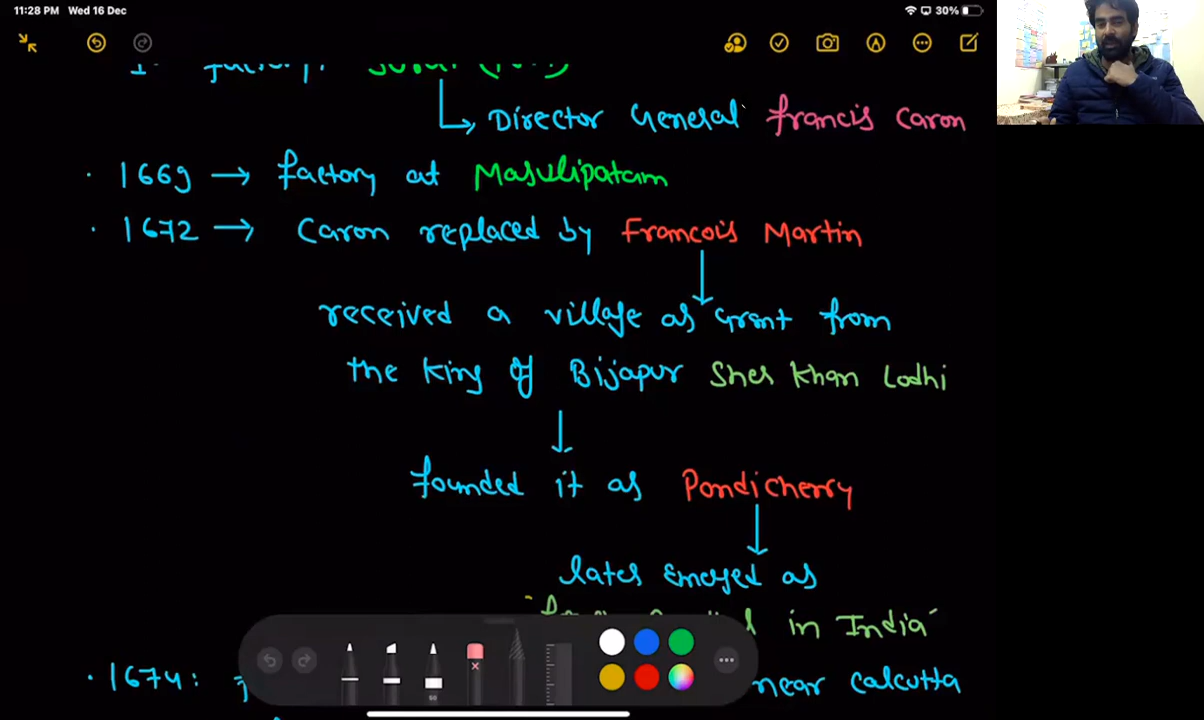 11:28 PM Wed 16 Dec 30%
Director General francis Caron
· 1669 → factory at Masulipatam
· 1672 → Caron replaced by Francois Martin
received a village as grant from
the King of Bijapur Sher Khan Lodhi
founded it as Pondicherry
later emerged as
in India
· 1674: near calcutta